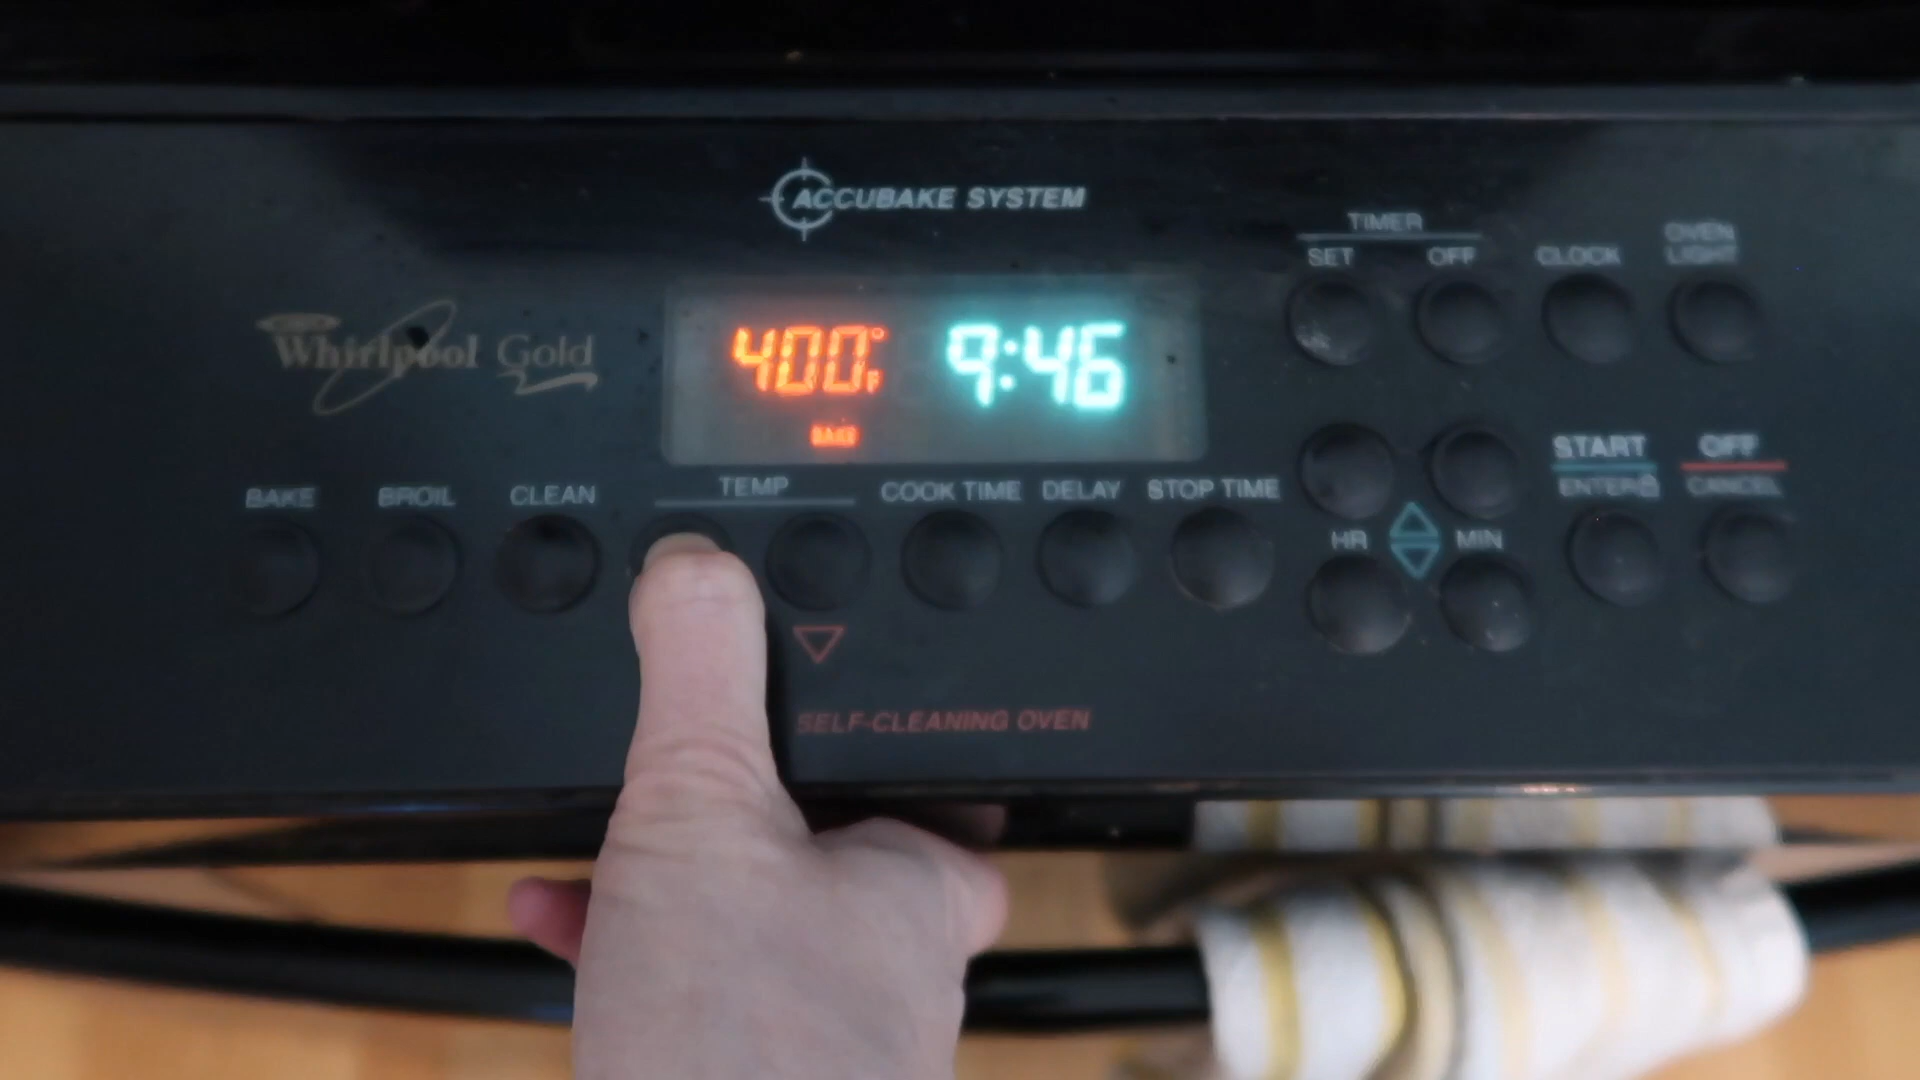 ACCUBAKE SYSTEM
TIMER
SET OFF CLOCK OVEN LIGHT
Whirlpool Gold
400°F 9:46
BAKE
START OFF
BAKE BROIL CLEAN TEMP COOK TIME DELAY STOP TIME ENTER CANCEL
HR MIN
SELF-CLEANING OVEN